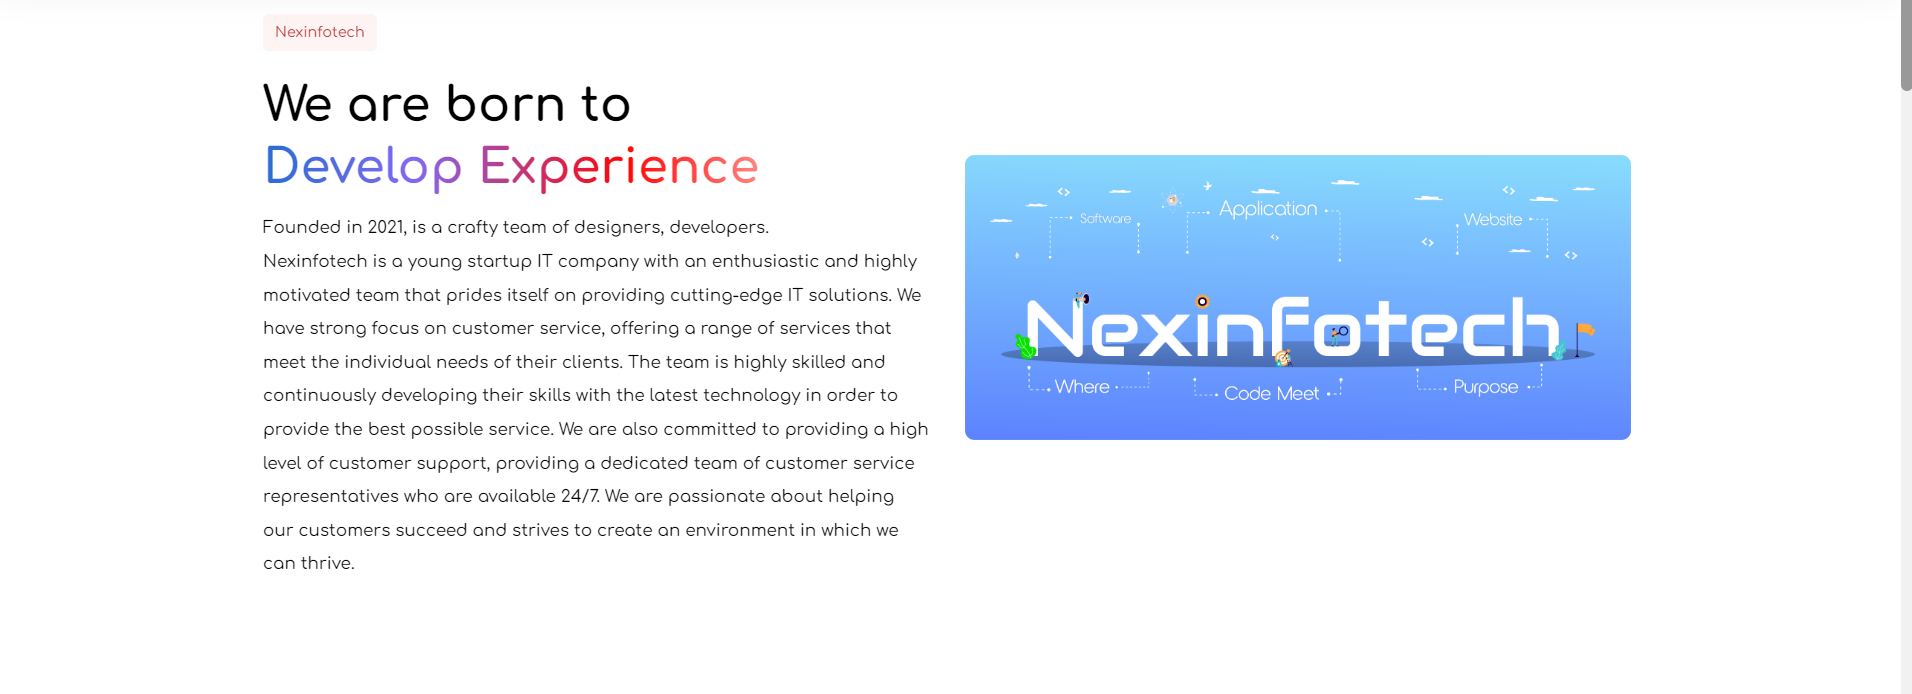 Nexinfotech
We are born to
Develop Experience
Founded in 2021, is a crafty team of designers, developers.
Nexinfotech is a young startup IT company with an enthusiastic and highly
motivated team that prides itself on providing cutting-edge IT solutions. We
have strong focus on customer service, offering a range of services that
meet the individual needs of their clients. The team is highly skilled and
continuously developing their skills with the latest technology in order to
provide the best possible service. We are also committed to providing a high
level of customer support, providing a dedicated team of customer service
representatives who are available 24/7. We are passionate about helping
our customers succeed and strives to create an environment in which we
can thrive.
Software
Application
Website
Nexinfotech
Where
Code Meet
Purpose